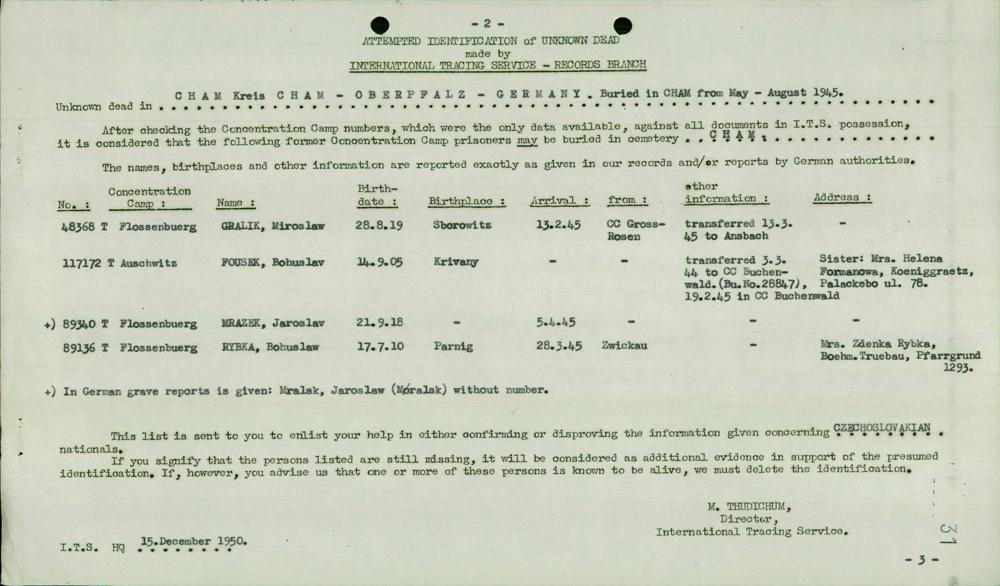 - 2 -
ATTEMPTED IDENTIFICATION of UNKNOWN DEAD
made by
INTERNATIONAL TRACING SERVICE - RECORDS BRANCH
Unknown dead in CHAM Kreis CHAM - OBERPFALZ - GERMANY. Buried in CHAM from May - August 1945.
After checking the Concentration Camp numbers, which were the only data available, against all documents in I.T.S. possession,
it is considered that the following former Concentration Camp prisoners may be buried in cemetery . . CHAM. . . . . . . . .
The names, birthplaces and other information are reported exactly as given in our records and/or reports by German authorities.
No. : Concentration Camp : Name : Birth-date : Birthplace : Arrival : from : other information : Address :
48368 T Flossenbuerg GRALIK, Miroslaw 28.8.19 Sborowitz 13.2.45 CC Gross- transferred 13.3. -
Rosen 45 to Ansbach
117172 T Auschwitz FOUSEK, Bohuslav 14.9.05 Krivany - - transferred 3.3. Sister: Mrs. Helena
44 to CC Buchen- Formanowa, Koeniggraetz,
wald.(Bu.No.28847), Palackebo ul. 78.
19.2.45 in CC Buchenwald
+) 89340 T Flossenbuerg MRAZEK, Jaroslav 21.9.18 - 5.4.45 - - -
89136 T Flossenbuerg RYBKA, Bohuslaw 17.7.10 Parnig 28.3.45 Zwickau - Mrs. Zdenka Rybka,
Boehm.Truebau, Pfarrgrund
1293.
+) In German grave reports is given: Mralsk, Jaroslaw (Moralsk) without number.
This list is sent to you to enlist your help in either confirming or disproving the information given concerning CZECHOSLOVAKIAN .
nationals.
If you signify that the persons listed are still missing, it will be considered as additional evidence in support of the presumed
identification. If, however, you advise us that one or more of these persons is known to be alive, we must delete the identification.
M. THUDICHUM,
Director,
International Tracing Service.
I.T.S. HQ 15.December 1950.
31
- 3 -